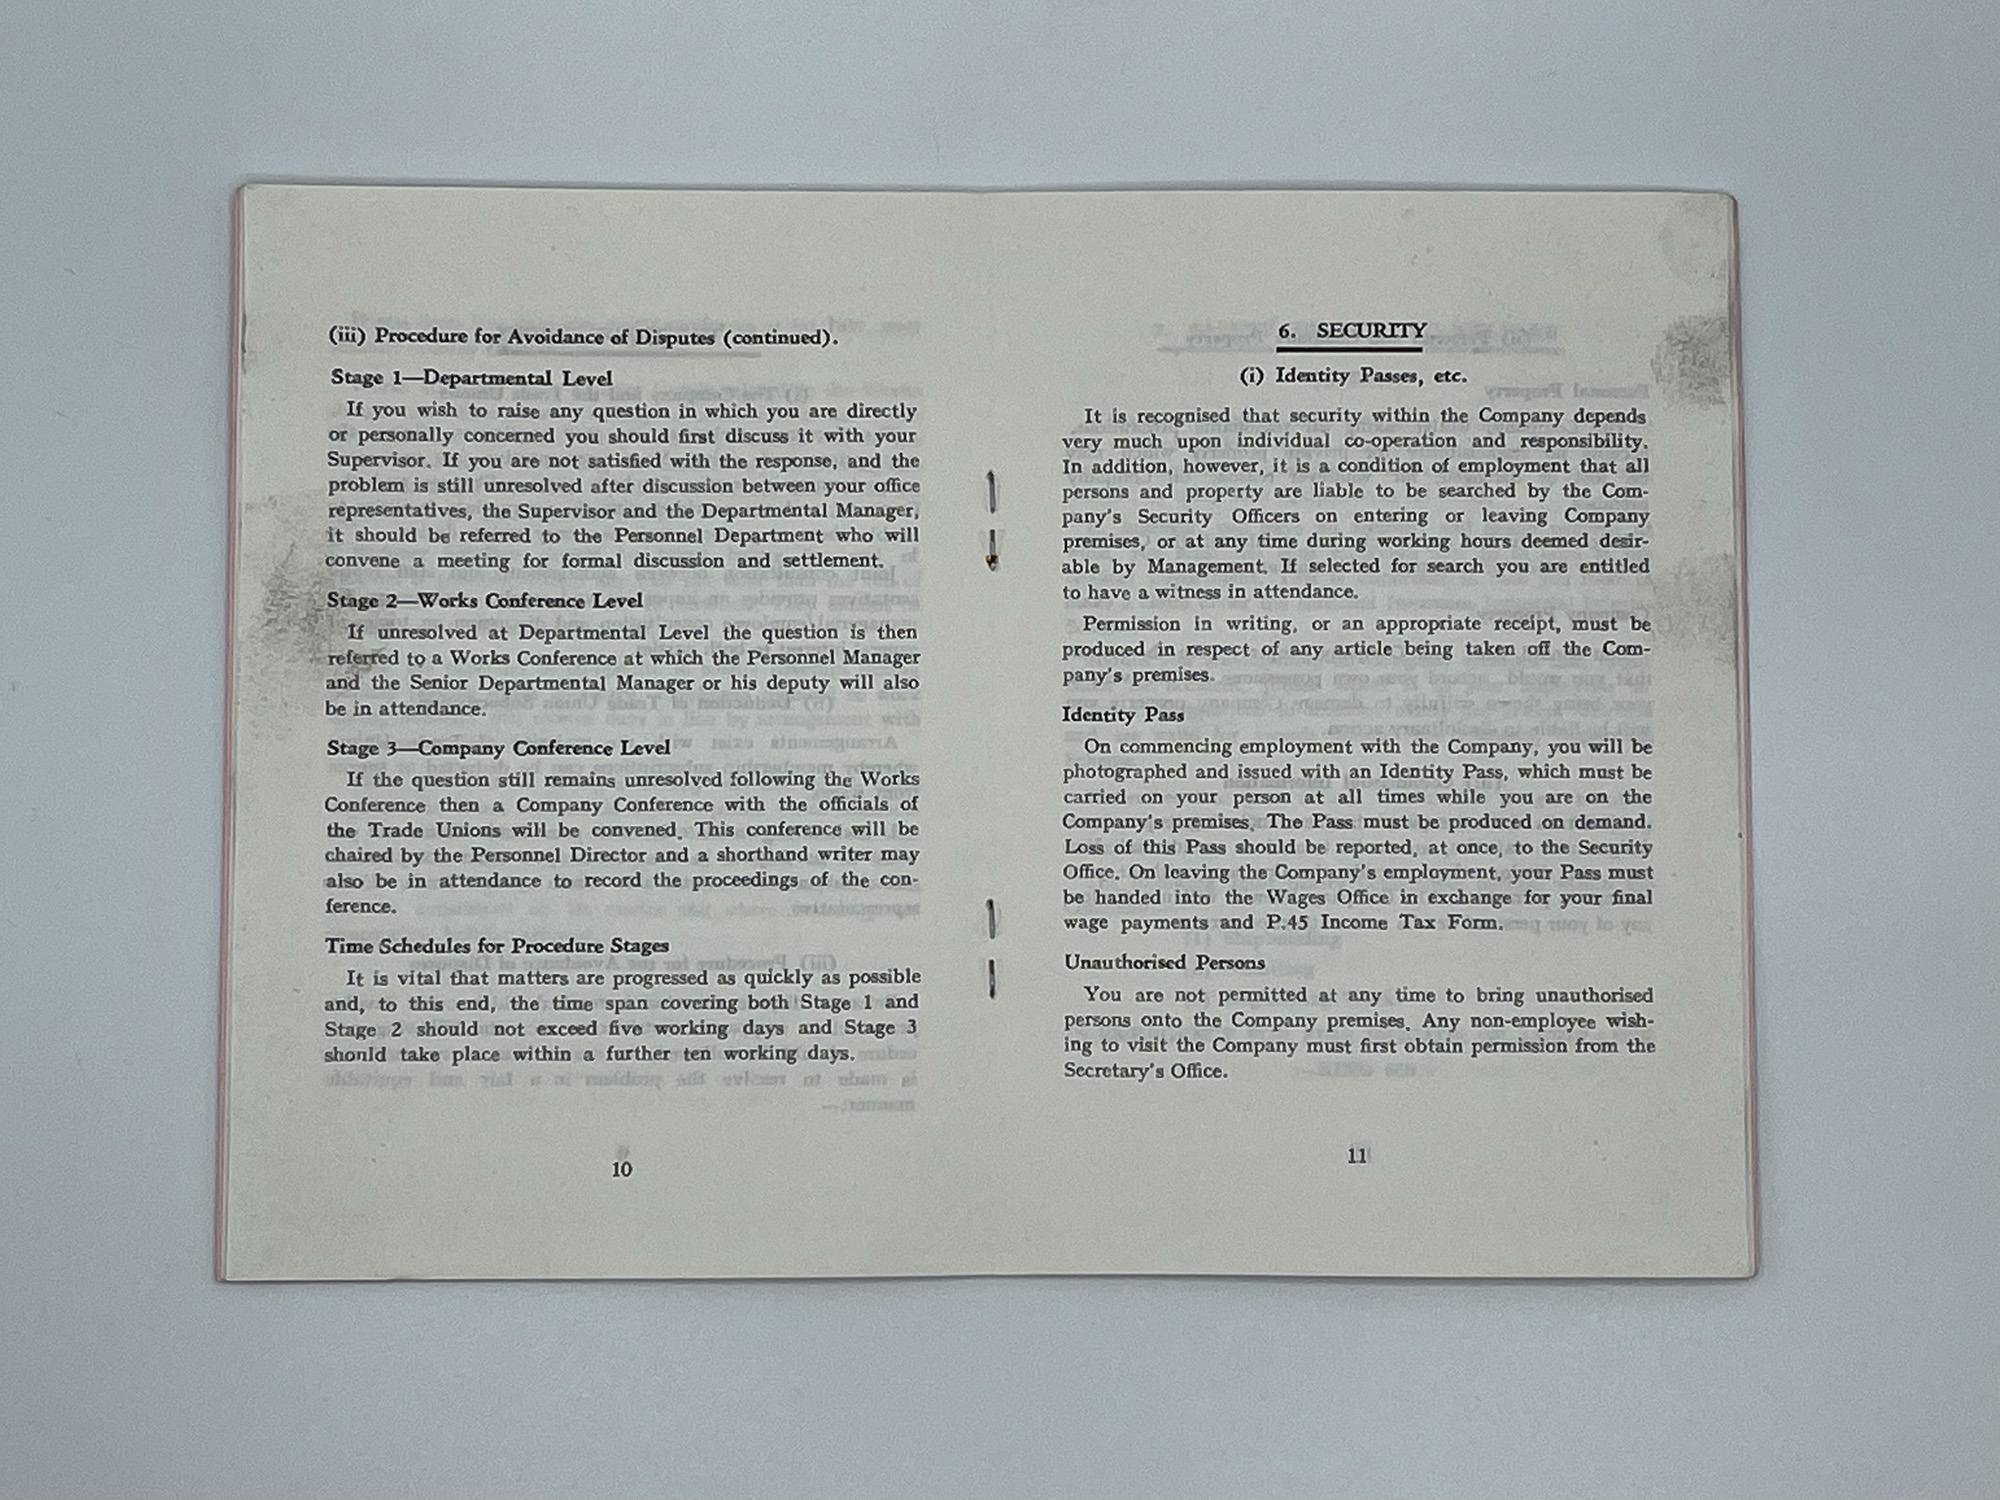 (iii) Procedure for Avoidance of Disputes (continued).
Stage 1—Departmental Level
If you wish to raise any question in which you are directly
or personally concerned you should first discuss it with your
Supervisor. If you are not satisfied with the response, and the
problem is still unresolved after discussion between your office
representatives, the Supervisor and the Departmental Manager,
it should be referred to the Personnel Department who will
convene a meeting for formal discussion and settlement.
Stage 2—Works Conference Level
If unresolved at Departmental Level the question is then
referred to a Works Conference at which the Personnel Manager
and the Senior Departmental Manager or his deputy will also
be in attendance.
Stage 3—Company Conference Level
If the question still remains unresolved following the Works
Conference then a Company Conference with the officials of
the Trade Unions will be convened. This conference will be
chaired by the Personnel Director and a shorthand writer may
also be in attendance to record the proceedings of the con-
ference.
Time Schedules for Procedure Stages
It is vital that matters are progressed as quickly as possible
and, to this end, the time span covering both Stage 1 and
Stage 2 should not exceed five working days and Stage 3
should take place within a further ten working days.
10
6. SECURITY
(i) Identity Passes, etc.
It is recognised that security within the Company depends
very much upon individual co-operation and responsibility.
In addition, however, it is a condition of employment that all
persons and property are liable to be searched by the Com-
pany's Security Officers on entering or leaving Company
premises, or at any time during working hours deemed desir-
able by Management. If selected for search you are entitled
to have a witness in attendance.
Permission in writing, or an appropriate receipt, must be
produced in respect of any article being taken off the Com-
pany's premises.
Identity Pass
On commencing employment with the Company, you will be
photographed and issued with an Identity Pass, which must be
carried on your person at all times while you are on the
Company's premises. The Pass must be produced on demand.
Loss of this Pass should be reported, at once, to the Security
Office. On leaving the Company's employment, your Pass must
be handed into the Wages Office in exchange for your final
wage payments and P.45 Income Tax Form.
Unauthorised Persons
You are not permitted at any time to bring unauthorised
persons onto the Company premises. Any non-employee wish-
ing to visit the Company must first obtain permission from the
Secretary's Office.
11